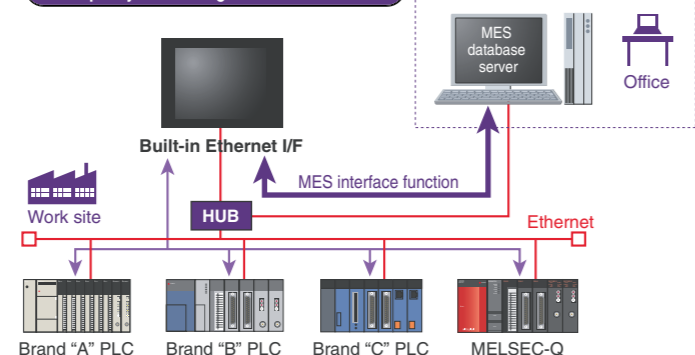 MES
database
server
Office
Built-in Ethernet I/F
MES interface function
Work site
HUB
Ethernet
Brand “A” PLC
Brand “B” PLC
Brand “C” PLC
MELSEC-Q